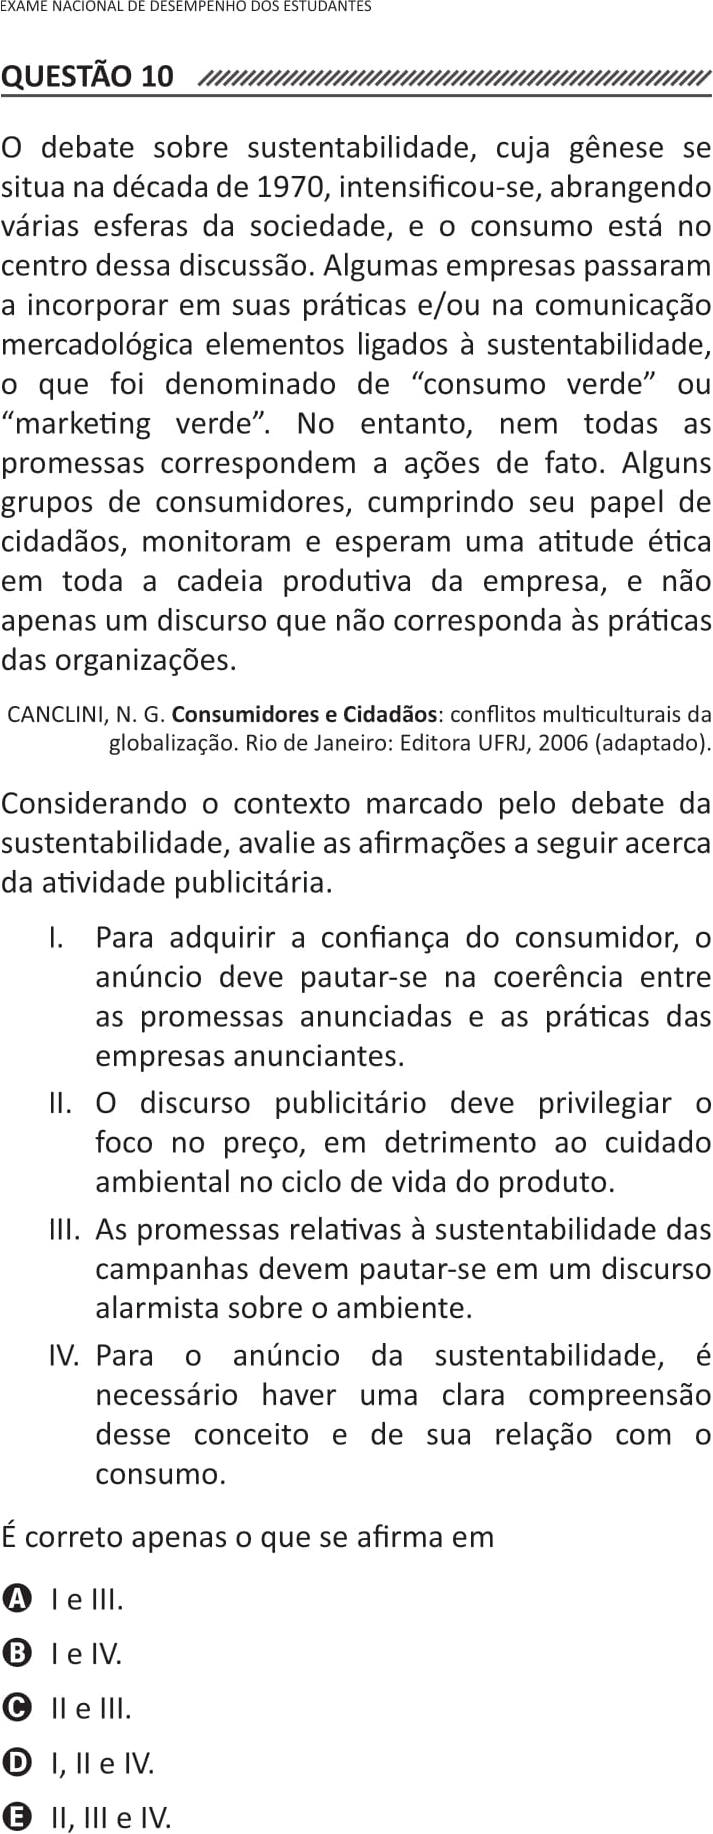 EXAME NACIONAL DE DESEMPENHO DOS ESTUDANTES
QUESTÃO 10
O debate sobre sustentabilidade, cuja gênese se
situa na década de 1970, intensificou-se, abrangendo
várias esferas da sociedade, e o consumo está no
centro dessa discussão. Algumas empresas passaram
a incorporar em suas práticas e/ou na comunicação
mercadológica elementos ligados à sustentabilidade,
o que foi denominado de “consumo verde” ou
“marketing verde”. No entanto, nem todas as
promessas correspondem a ações de fato. Alguns
grupos de consumidores, cumprindo seu papel de
cidadãos, monitoram e esperam uma atitude ética
em toda a cadeia produtiva da empresa, e não
apenas um discurso que não corresponda às práticas
das organizações.
CANCLINI, N. G. Consumidores e Cidadãos: conflitos multiculturais da
globalização. Rio de Janeiro: Editora UFRJ, 2006 (adaptado).
Considerando o contexto marcado pelo debate da
sustentabilidade, avalie as afirmações a seguir acerca
da atividade publicitária.
I. Para adquirir a confiança do consumidor, o
anúncio deve pautar-se na coerência entre
as promessas anunciadas e as práticas das
empresas anunciantes.
II. O discurso publicitário deve privilegiar o
foco no preço, em detrimento ao cuidado
ambiental no ciclo de vida do produto.
III. As promessas relativas à sustentabilidade das
campanhas devem pautar-se em um discurso
alarmista sobre o ambiente.
IV. Para o anúncio da sustentabilidade, é
necessário haver uma clara compreensão
desse conceito e de sua relação com o
consumo.
É correto apenas o que se afirma em
A I e III.
B I e IV.
C II e III.
D I, II e IV.
E II, III e IV.